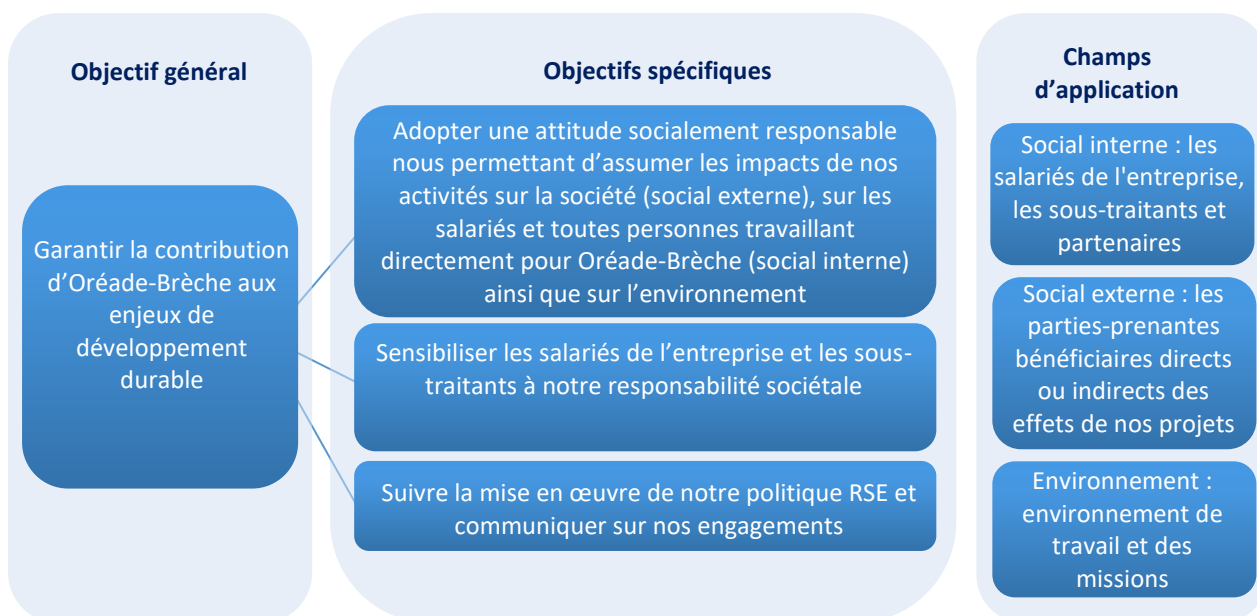 Objectif général
Garantir la contribution
d’Oréade-Brèche aux
enjeux de
développement
durable
Objectifs spécifiques
Adopter une attitude socialement responsable
nous permettant d’assumer les impacts de nos
activités sur la société (social externe), sur les
salariés et toutes personnes travaillant
directement pour Oréade-Brèche (social interne)
ainsi que sur l’environnement
Sensibiliser les salariés de l’entreprise et les sous-
traitants à notre responsabilité sociétale
Suivre la mise en œuvre de notre politique RSE et
communiquer sur nos engagements
Champs
d’application
Social interne : les
salariés de l'entreprise,
les sous-traitants et
partenaires
Social externe : les
parties-prenantes
bénéficiaires directs
ou indirects des
effets de nos projets
Environnement :
environnement de
travail et des
missions